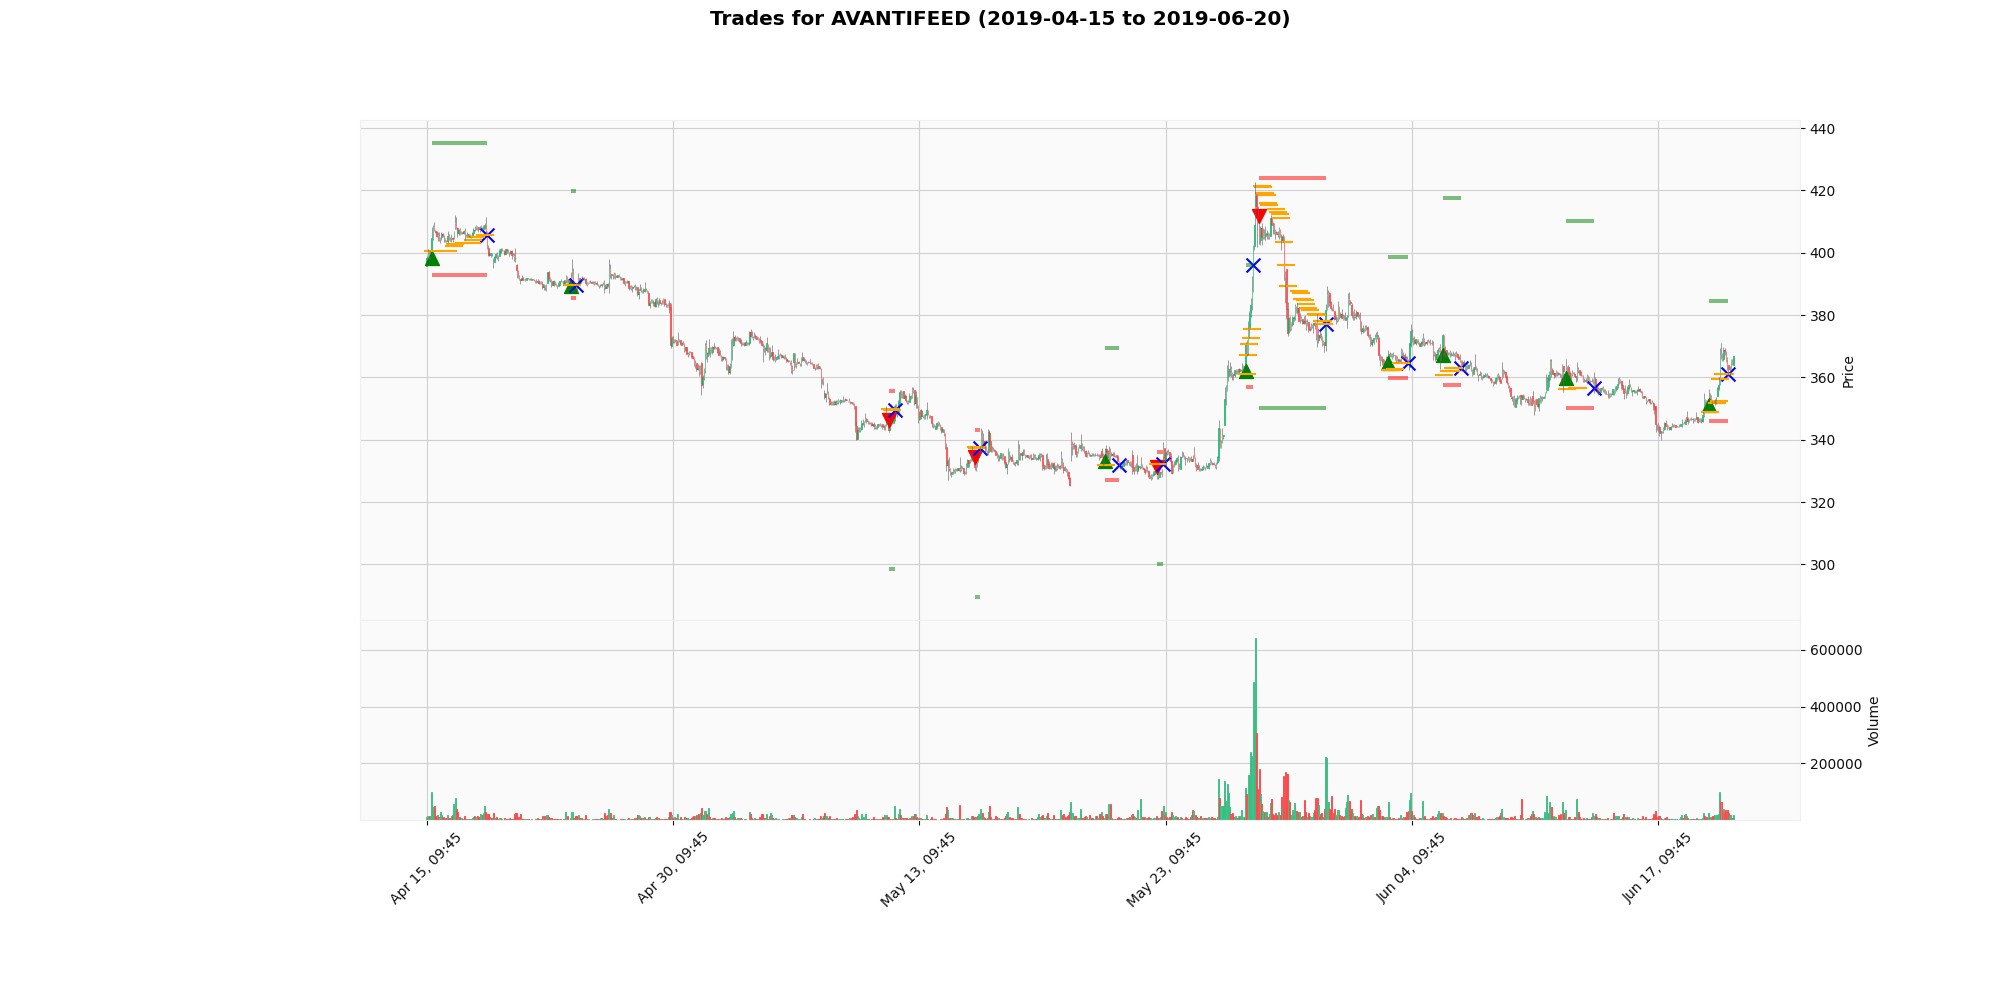 Trades for AVANTIFEED (2019-04-15 to 2019-06-20)
440
420
400
380
360
340
320
300
Price
600000
400000
200000
Volume
Apr 15, 09:45
Apr 30, 09:45
May 13, 09:45
May 23, 09:45
Jun 04, 09:45
Jun 17, 09:45